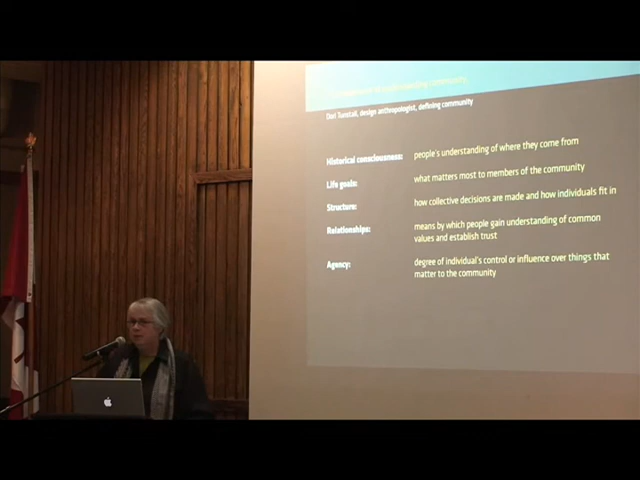 Dori Tunstall, design anthropologist, defining community
Historical consciousness: people's understanding of where they come from
Life goals: what matters most to members of the community
Structure: how collective decisions are made and how individuals fit in
Relationships: means by which people gain understanding of common
values and establish trust
Agency: degree of individual's control or influence over things that
matter to the community